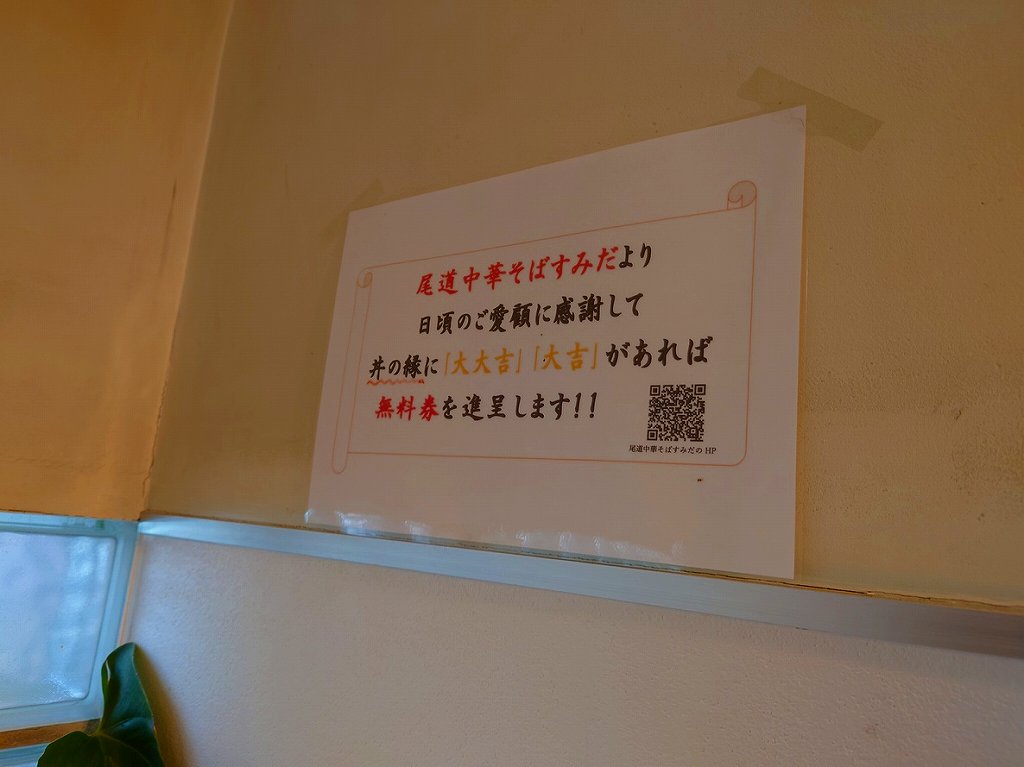 尾道中華そばすみだより
日頃のご愛顧に感謝して
丼の縁に「大大吉」「大吉」があれば
無料券を進呈します!!
尾道中華そばすみだの HP